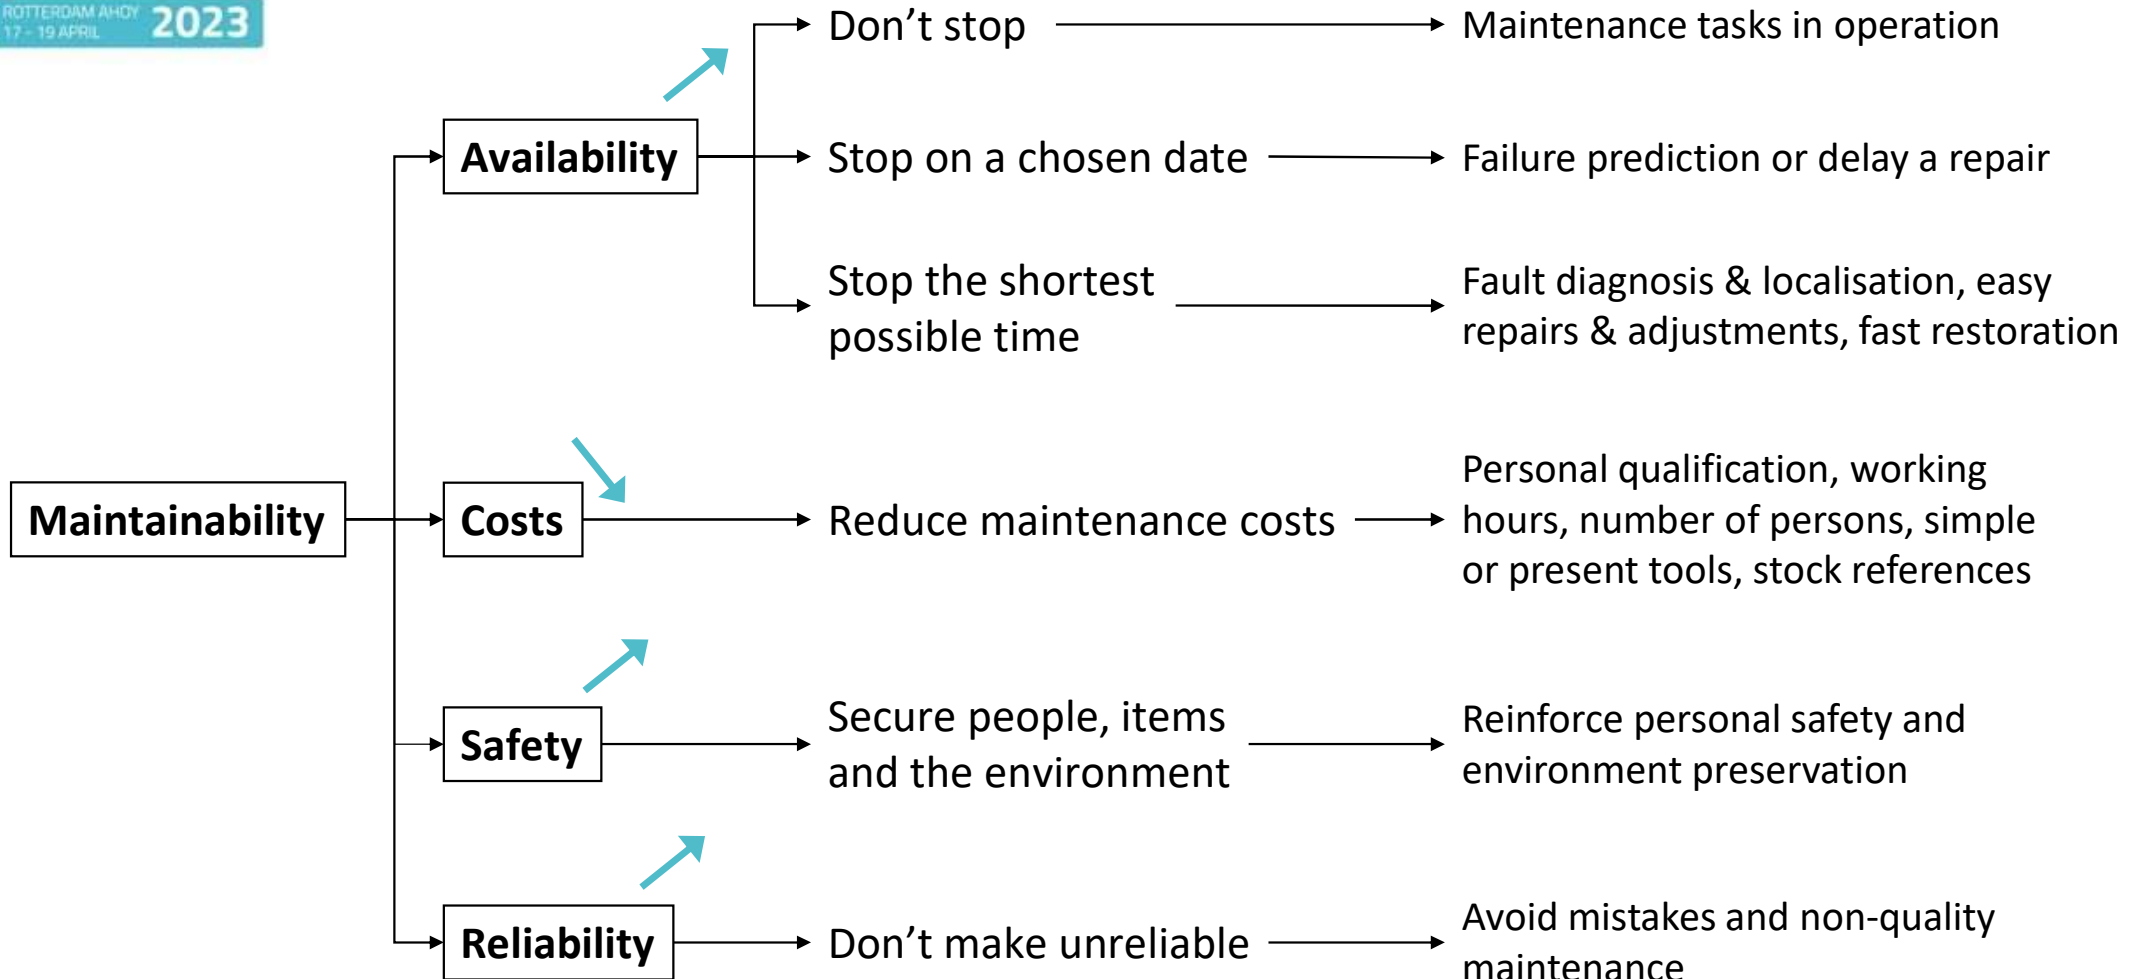 ROTTERDAM AHOY
17 - 19 APRIL
2023
Don’t stop
Maintenance tasks in operation
Availability
Stop on a chosen date
Failure prediction or delay a repair
Stop the shortest
possible time
Fault diagnosis & localisation, easy
repairs & adjustments, fast restoration
Maintainability
Costs
Reduce maintenance costs
Personal qualification, working
hours, number of persons, simple
or present tools, stock references
Safety
Secure people, items
and the environment
Reinforce personal safety and
environment preservation
Reliability
Don’t make unreliable
Avoid mistakes and non-quality
maintenance